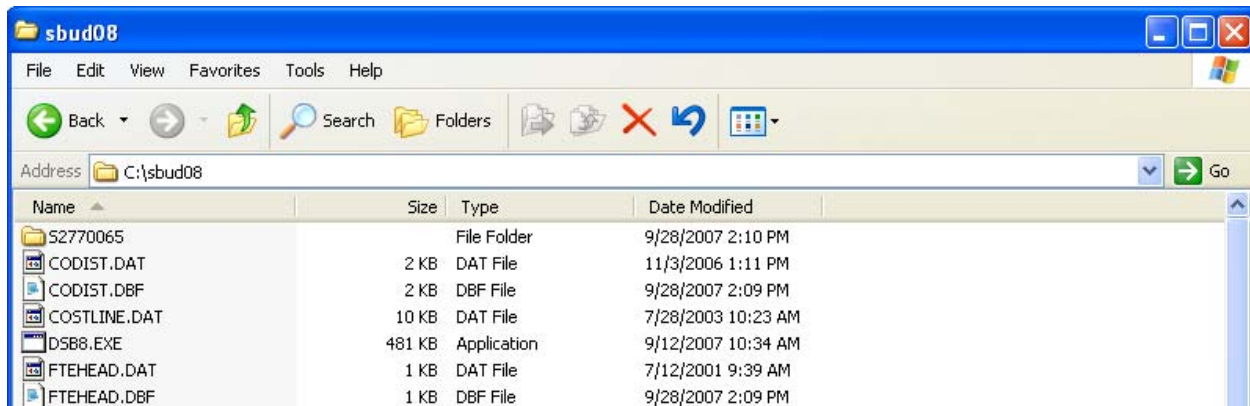 sbud08
File Edit View Favorites Tools Help
Back Search Folders
Address C:\sbud08 Go
Name Size Type Date Modified
52770065 File Folder 9/28/2007 2:10 PM
CODIST.DAT 2 KB DAT File 11/3/2006 1:11 PM
CODIST.DBF 2 KB DBF File 9/28/2007 2:09 PM
COSTLINE.DAT 10 KB DAT File 7/28/2003 10:23 AM
DSB8.EXE 481 KB Application 9/12/2007 10:34 AM
FTEHEAD.DAT 1 KB DAT File 7/12/2001 9:39 AM
FTEHEAD.DBF 1 KB DBF File 9/28/2007 2:09 PM